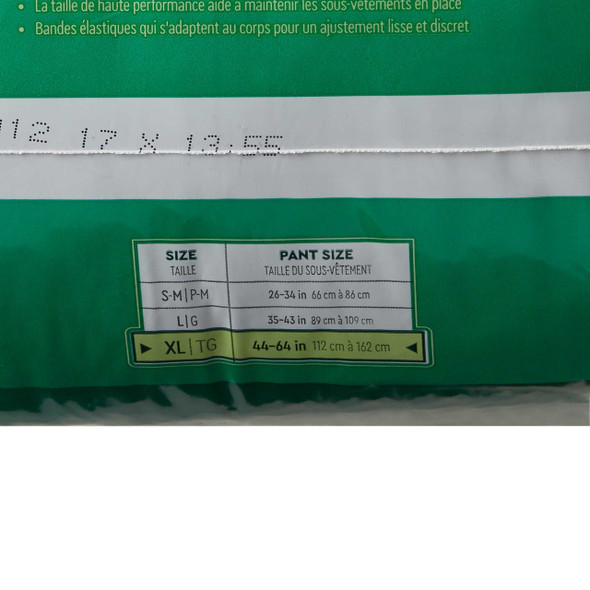 • La taille de haute performance aide à maintenir les sous-vêtements en place
• Bandes élastiques qui s'adaptent au corps pour un ajustement lisse et discret
112 17 X 13:55
SIZE PANT SIZE
TAILLE TAILLE DU SOUS-VÊTEMENT
S-M|P-M 26-34 in 66 cm à 86 cm
L|G 35-43 in 89 cm à 109 cm
► XL|TG 44-64 in 112 cm à 162 cm ◄